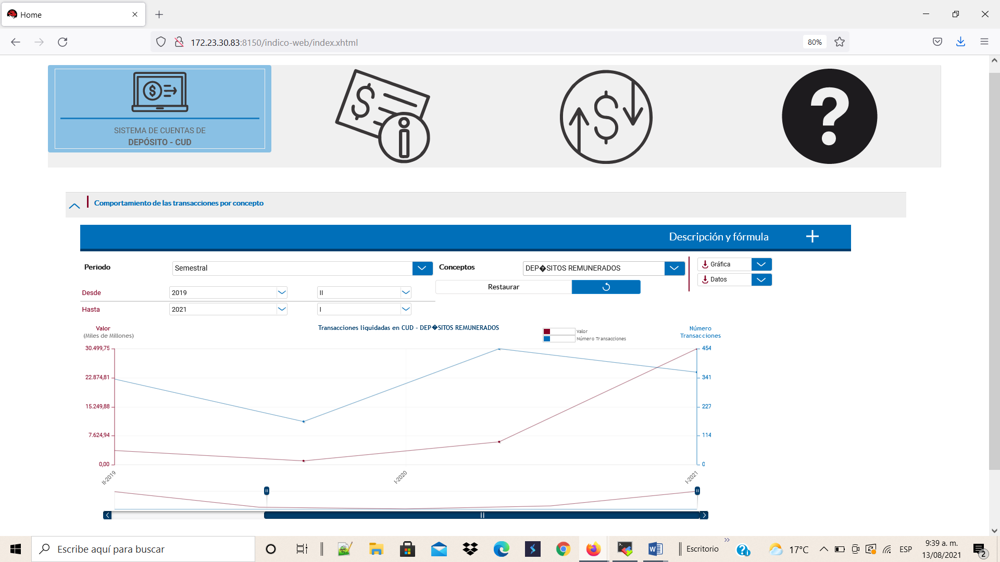 Home
172.23.30.83:8150/indico-web/index.xhtml
80%
SISTEMA DE CUENTAS DE
DEPÓSITO - CUD
Comportamiento de las transacciones por concepto
Descripción y fórmula
Periodo
Semestral
Conceptos
DEP�SITOS REMUNERADOS
Gráfica
Datos
Restaurar
Desde
2019
II
Hasta
2021
I
Valor
(Miles de Millones)
Transacciones liquidadas en CUD - DEP�SITOS REMUNERADOS
Valor
Número Transacciones
Número
Transacciones
30.499,75
22.874,81
15.249,88
7.624,94
0,00
454
341
227
114
0
II-2019
I-2020
I-2021
Escribe aquí para buscar
Escritorio
17°C
ESP
9:39 a. m.
13/08/2021
2